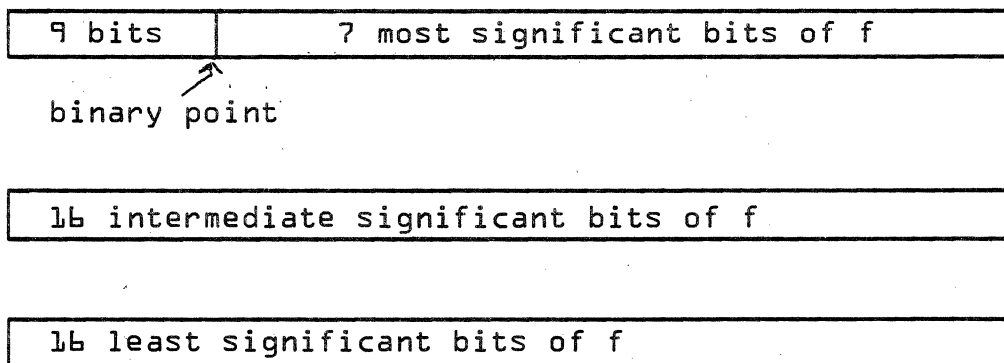 9 bits 7 most significant bits of f
binary point
16 intermediate significant bits of f
16 least significant bits of f